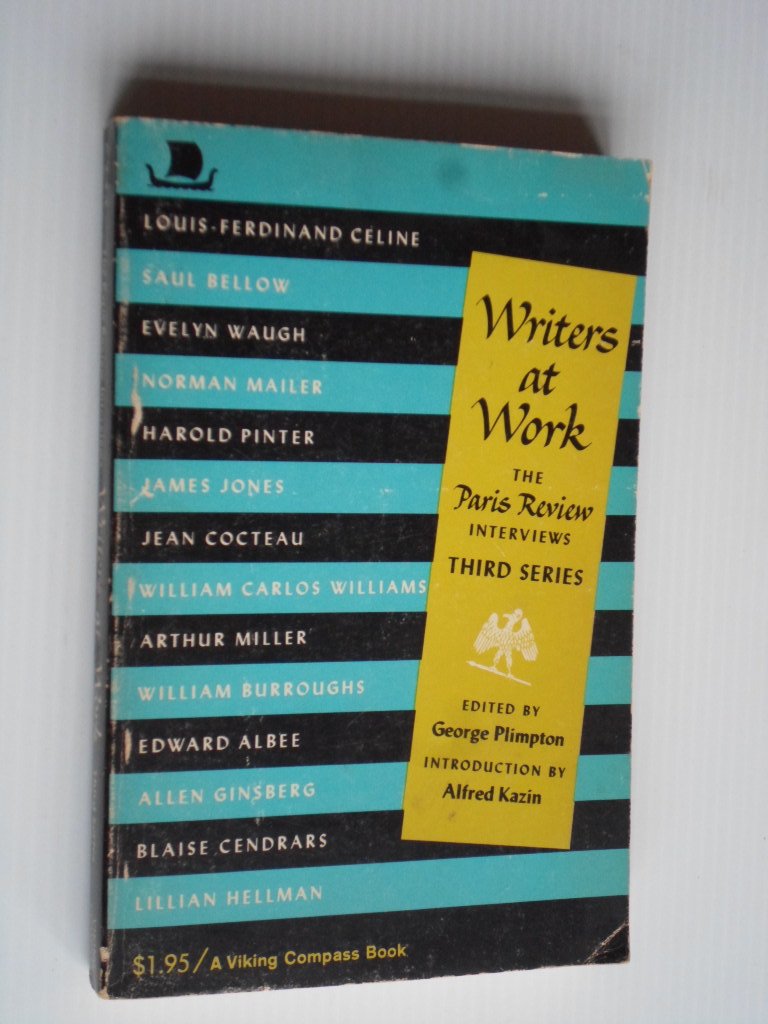 LOUIS-FERDINAND CÉLINE
SAUL BELLOW
EVELYN WAUGH
NORMAN MAILER
HAROLD PINTER
JAMES JONES
JEAN COCTEAU
WILLIAM CARLOS WILLIAMS
ARTHUR MILLER
WILLIAM BURROUGHS
EDWARD ALBEE
ALLEN GINSBERG
BLAISE CENDRARS
LILLIAN HELLMAN
$1.95/A Viking Compass Book
Writers
at
Work
THE
Paris Review
INTERVIEWS
THIRD SERIES
EDITED BY
George Plimpton
INTRODUCTION BY
Alfred Kazin